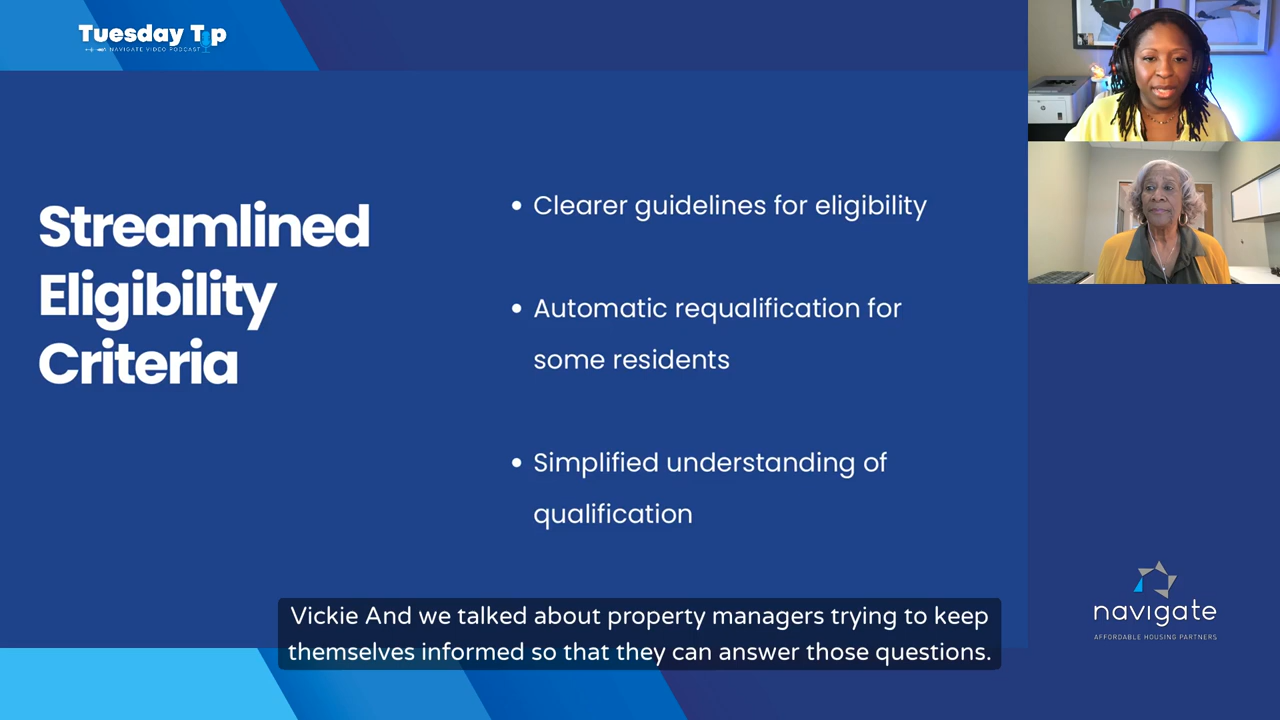 Tuesday Tip
NAVIGATE VIDEO PODCAST
Streamlined
Eligibility
Criteria
• Clearer guidelines for eligibility
• Automatic requalification for
some residents
• Simplified understanding of
qualification
Vickie And we talked about property managers trying to keep
themselves informed so that they can answer those questions.
navigate
AFFORDABLE HOUSING PARTNERS